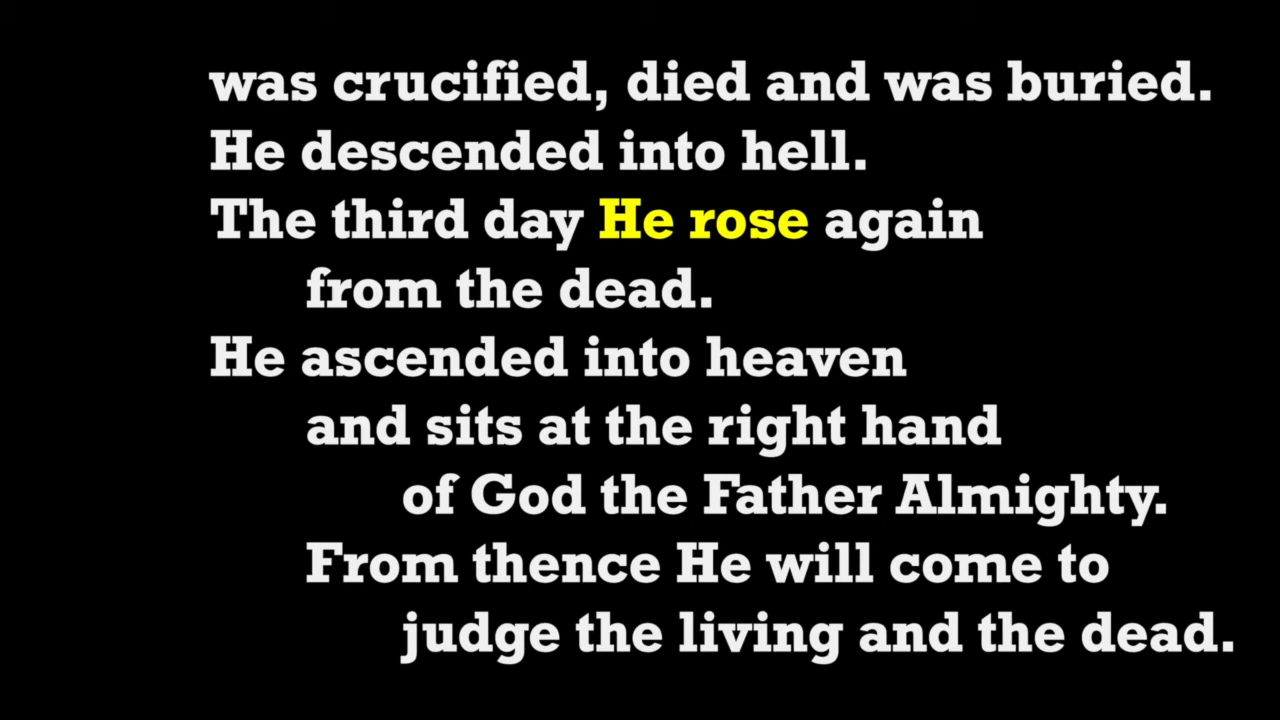 was crucified, died and was buried.
He descended into hell.
The third day He rose again
from the dead.
He ascended into heaven
and sits at the right hand
of God the Father Almighty.
From thence He will come to
judge the living and the dead.